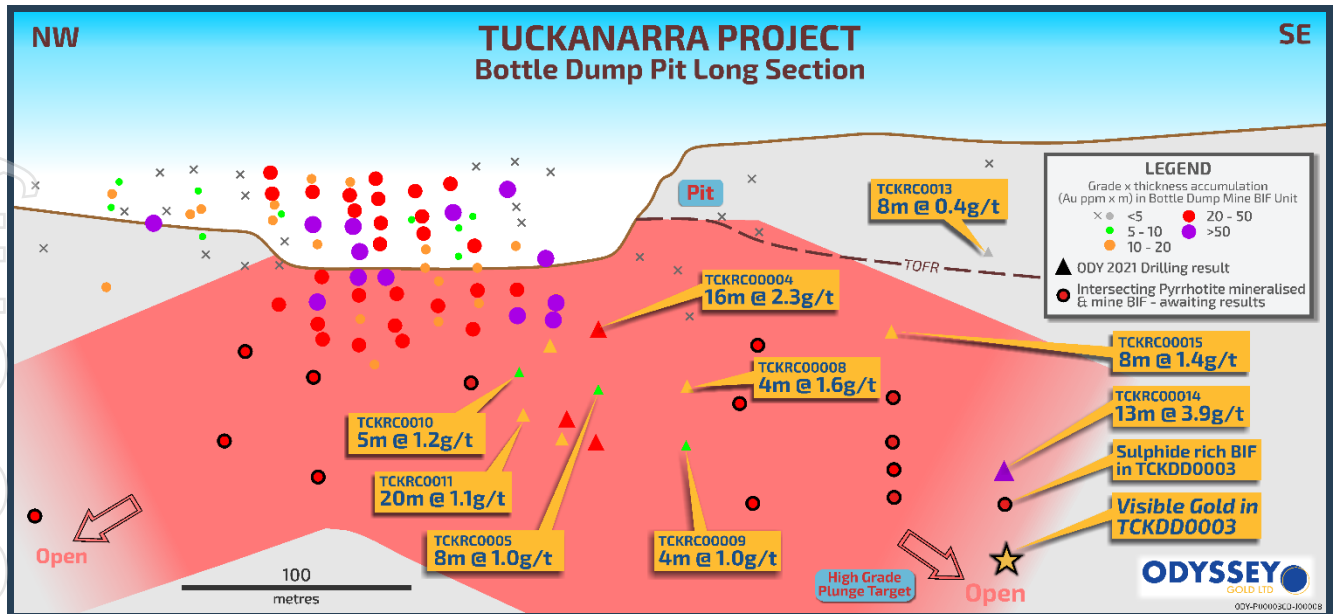 NW
TUCKANARRA PROJECT
Bottle Dump Pit Long Section
SE
Pit
TCKRC0013
8m @ 0.4g/t
LEGEND
Grade x thickness accumulation
(Au ppm x m) in Bottle Dump Mine BIF Unit
<5
5 - 10
10 - 20
20 - 50
>50
ODY 2021 Drilling result
Intersecting Pyrrhotite mineralised
& mine BIF - awaiting results
TOFR
TCKRC00004
16m @ 2.3g/t
TCKRC00015
8m @ 1.4g/t
TCKRC00008
4m @ 1.6g/t
TCKRC00014
13m @ 3.9g/t
TCKRC0010
5m @ 1.2g/t
Sulphide rich BIF
in TCKDD0003
TCKRC0011
20m @ 1.1g/t
Visible Gold in
TCKDD0003
TCKRC0005
8m @ 1.0g/t
TCKRC00009
4m @ 1.0g/t
Open
100
metres
High Grade
Plunge Target
Open
ODYSSEY
GOLD LTD